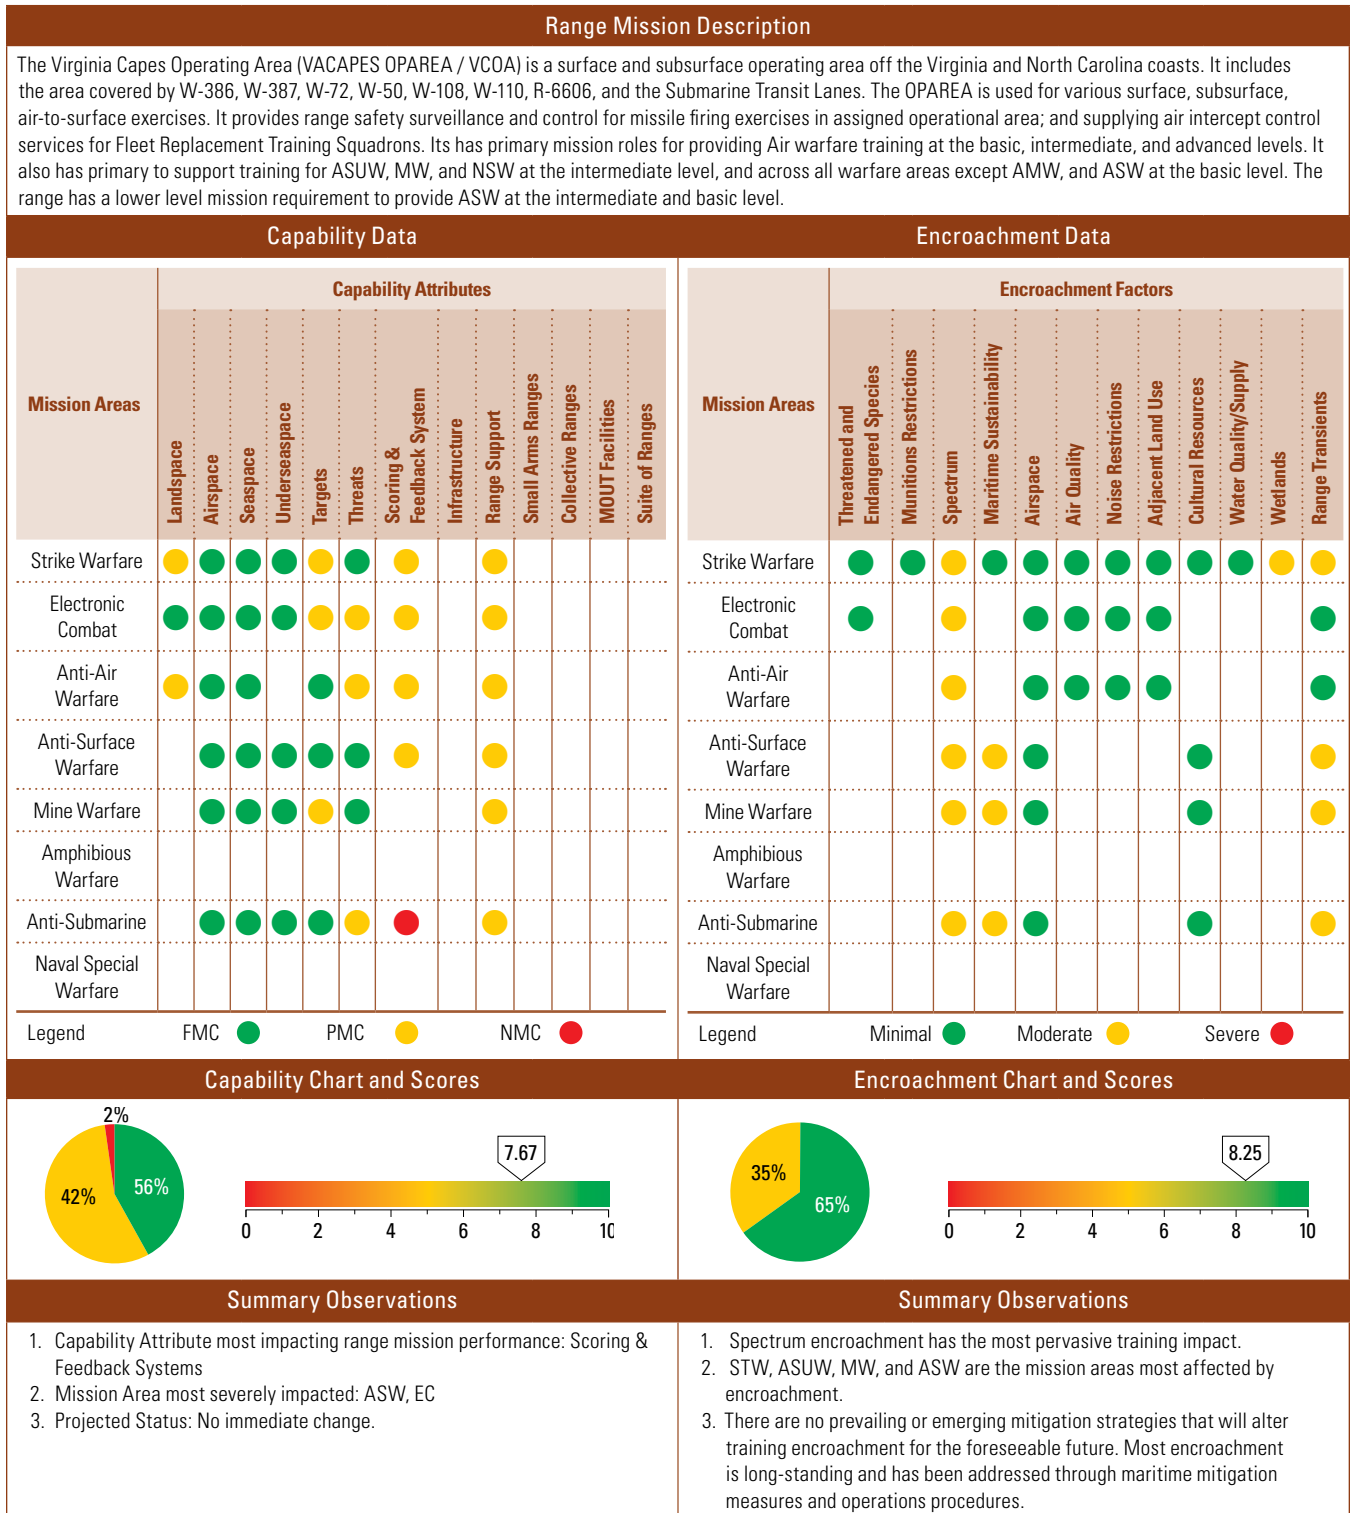 Range Mission Description
The Virginia Capes Operating Area (VACAPES OPAREA / VCOA) is a surface and subsurface operating area off the Virginia and North Carolina coasts. It includes
the area covered by W-386, W-387, W-72, W-50, W-108, W-110, R-6606, and the Submarine Transit Lanes. The OPAREA is used for various surface, subsurface,
air-to-surface exercises. It provides range safety surveillance and control for missile firing exercises in assigned operational area; and supplying air intercept control
services for Fleet Replacement Training Squadrons. Its has primary mission roles for providing Air warfare training at the basic, intermediate, and advanced levels. It
also has primary to support training for ASUW, MW, and NSW at the intermediate level, and across all warfare areas except AMW, and ASW at the basic level. The
range has a lower level mission requirement to provide ASW at the intermediate and basic level.
Capability Data
Mission Areas
Capability Attributes
Landspace
Airspace
Seaspace
Underseaspace
Targets
Threats
Scoring &
Feedback System
Infrastructure
Range Support
Small Arms Ranges
Collective Ranges
MOUT Facilities
Suite of Ranges
Strike Warfare
Electronic
Combat
Anti-Air
Warfare
Anti-Surface
Warfare
Mine Warfare
Amphibious
Warfare
Anti-Submarine
Naval Special
Warfare
Legend FMC PMC NMC
Encroachment Data
Mission Areas
Encroachment Factors
Threatened and
Endangered Species
Munitions Restrictions
Spectrum
Maritime Sustainability
Airspace
Air Quality
Noise Restrictions
Adjacent Land Use
Cultural Resources
Water Quality/Supply
Wetlands
Range Transients
Strike Warfare
Electronic
Combat
Anti-Air
Warfare
Anti-Surface
Warfare
Mine Warfare
Amphibious
Warfare
Anti-Submarine
Naval Special
Warfare
Legend Minimal Moderate Severe
Capability Chart and Scores
2%
42%
56%
7.67
0 2 4 6 8 10
Encroachment Chart and Scores
35%
65%
8.25
0 2 4 6 8 10
Summary Observations
1. Capability Attribute most impacting range mission performance: Scoring &
Feedback Systems
2. Mission Area most severely impacted: ASW, EC
3. Projected Status: No immediate change.
Summary Observations
1. Spectrum encroachment has the most pervasive training impact.
2. STW, ASUW, MW, and ASW are the mission areas most affected by
encroachment.
3. There are no prevailing or emerging mitigation strategies that will alter
training encroachment for the foreseeable future. Most encroachment
is long-standing and has been addressed through maritime mitigation
measures and operations procedures.